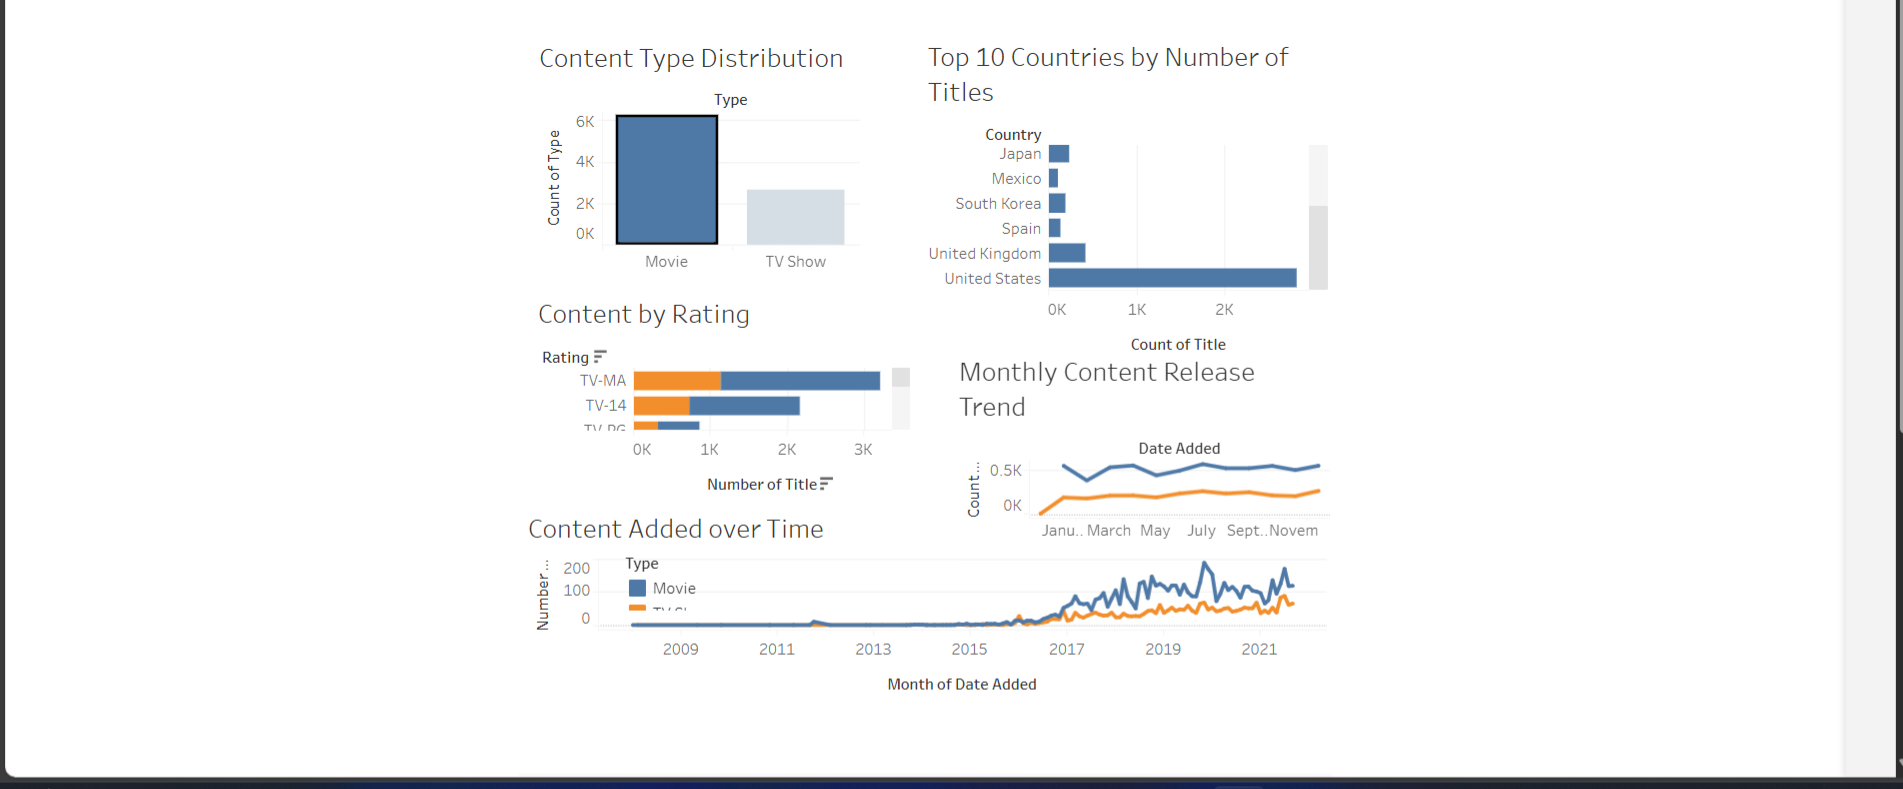 Content Type Distribution
Type
Count of Type
6K
4K
2K
0K
Movie
TV Show
Top 10 Countries by Number of
Titles
Country
Japan
Mexico
South Korea
Spain
United Kingdom
United States
0K
1K
2K
Count of Title
Content by Rating
Rating
TV-MA
TV-14
TV-PG
0K
1K
2K
3K
Number of Title
Monthly Content Release
Trend
Date Added
Count...
0.5K
0K
Janu..
March
May
July
Sept..
Novem
Content Added over Time
Number...
200
100
0
Type
Movie
2009
2011
2013
2015
2017
2019
2021
Month of Date Added